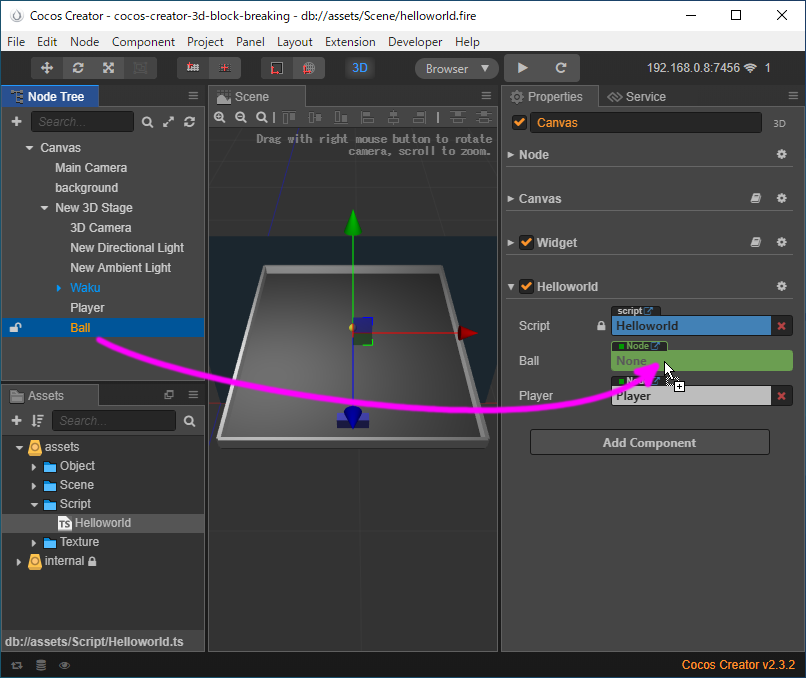 Cocos Creator - cocos-creator-3d-block-breaking - db://assets/Scene/helloworld.fire
File Edit Node Component Project Panel Layout Extension Developer Help
3D Browser 192.168.0.8:7456 1
Node Tree
Search...
Canvas
Main Camera
background
New 3D Stage
3D Camera
New Directional Light
New Ambient Light
Waku
Player
Ball
Assets
Search...
assets
Object
Scene
Script
TS Helloworld
Texture
internal
db://assets/Script/Helloworld.ts
Scene
Drag with right mouse button to rotate
camera, scroll to zoom.
Properties Service
Canvas 3D
Node
Canvas
Widget
Helloworld
script
Script Helloworld
Node
Ball None
Player Player
Add Component
Cocos Creator v2.3.2